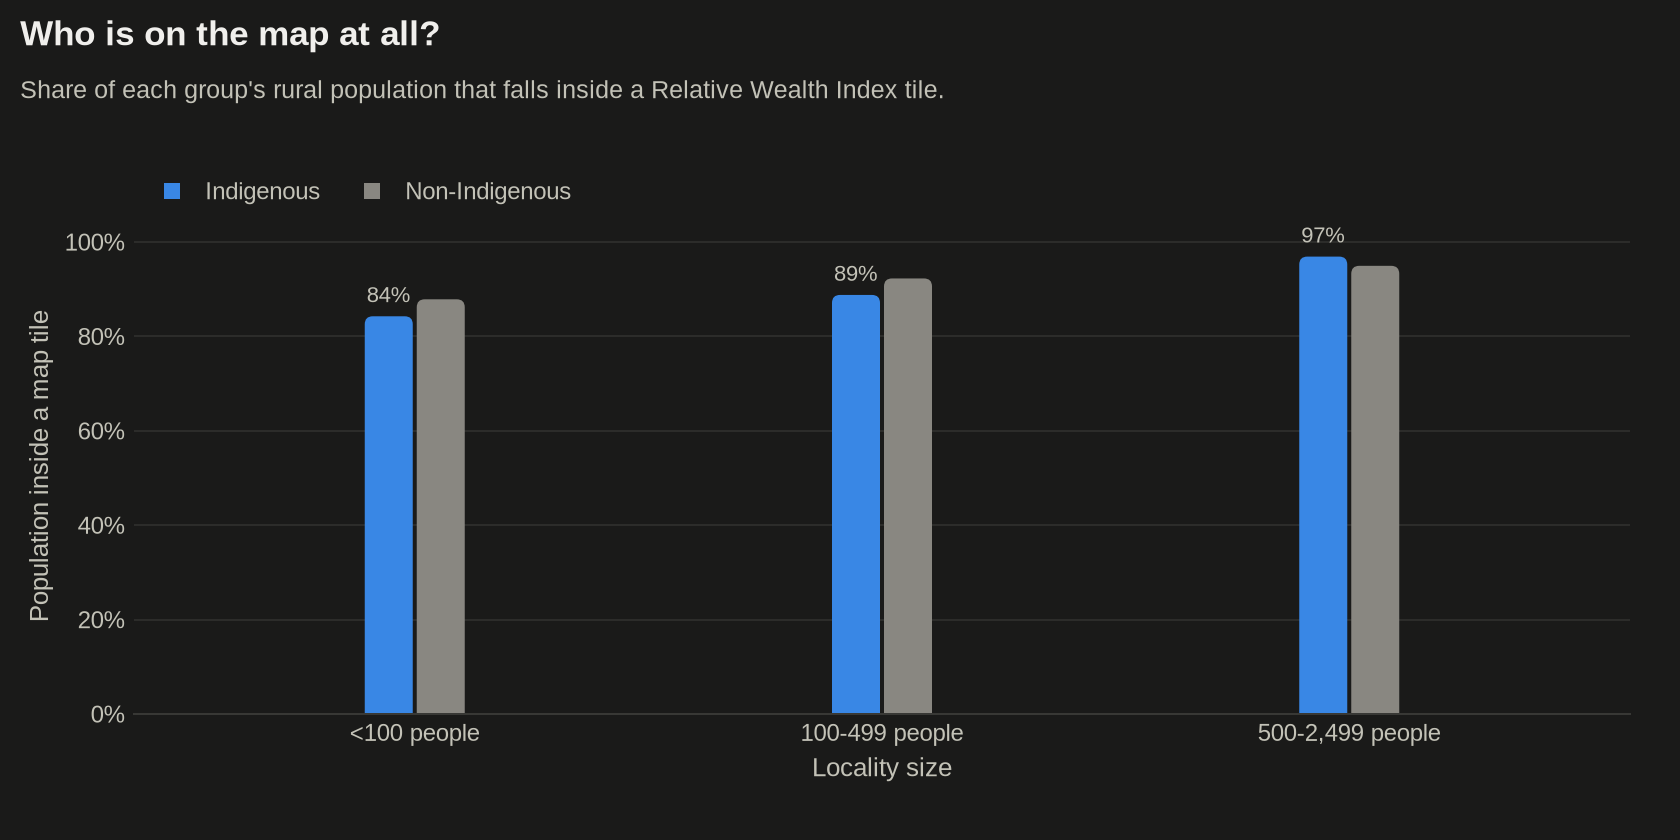 Who is on the map at all?
Share of each group's rural population that falls inside a Relative Wealth Index tile.
Indigenous
Non-Indigenous
100%
80%
60%
40%
20%
0%
Population inside a map tile
84%
89%
97%
<100 people
100-499 people
500-2,499 people
Locality size